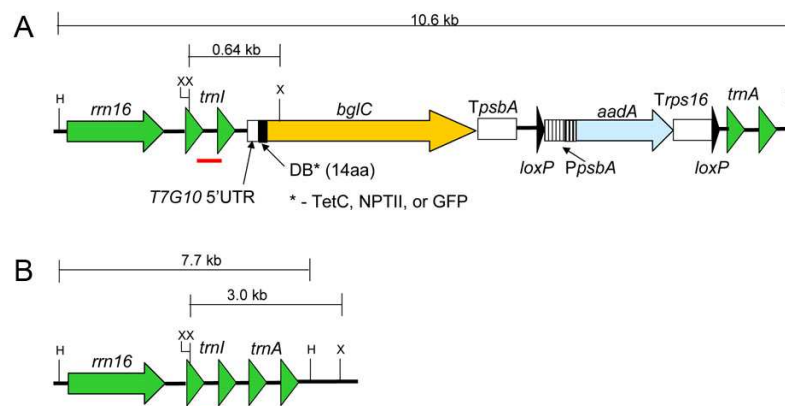 A
10.6 kb
0.64 kb
H
XX
X
rrn16
trnI
bglC
TpsbA
aadA
Trps16
trnA
DB* (14aa)
loxP
PpsbA
loxP
T7G10 5'UTR
* - TetC, NPTII, or GFP
B
7.7 kb
3.0 kb
H
XX
H
X
rrn16
trnI
trnA